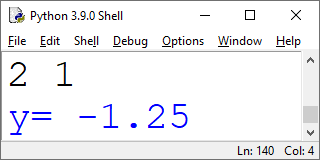 Python 3.9.0 Shell
File Edit Shell Debug Options Window Help
2 1
y= -1.25
Ln: 140 Col: 4